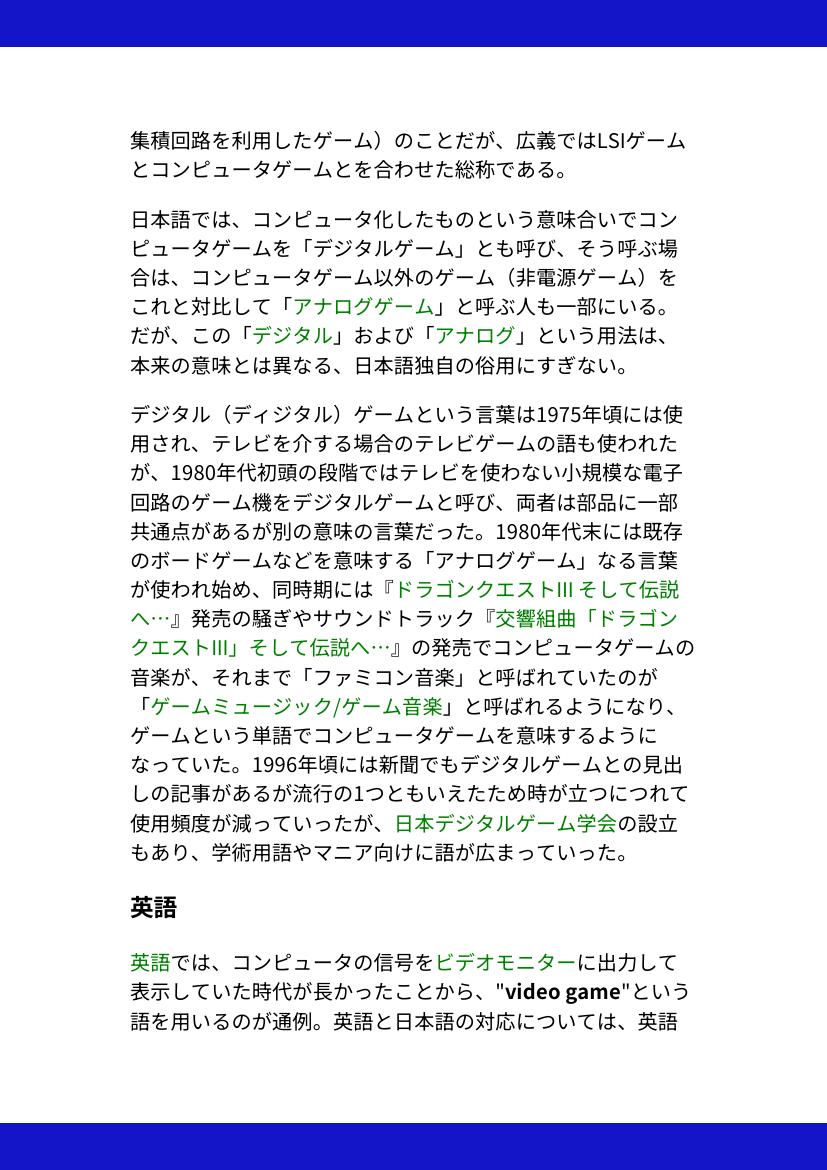 集積回路を利用したゲーム）のことだが、広義ではLSIゲーム
とコンピュータゲームとを合わせた総称である。
日本語では、コンピュータ化したものという意味合いでコン
ピュータゲームを「デジタルゲーム」とも呼び、そう呼ぶ場
合は、コンピュータゲーム以外のゲーム（非電源ゲーム）を
これと対比して「アナログゲーム」と呼ぶ人も一部にいる。
だが、この「デジタル」および「アナログ」という用法は、
本来の意味とは異なる、日本語独自の俗用にすぎない。
デジタル（ディジタル）ゲームという言葉は1975年頃には使
用され、テレビを介する場合のテレビゲームの語も使われた
が、1980年代初頭の段階ではテレビを使わない小規模な電子
回路のゲーム機をデジタルゲームと呼び、両者は部品に一部
共通点があるが別の意味の言葉だった。1980年代末には既存
のボードゲームなどを意味する「アナログゲーム」なる言葉
が使われ始め、同時期には『ドラゴンクエストIII そして伝説
へ…』発売の騒ぎやサウンドトラック『交響組曲「ドラゴン
クエストIII」そして伝説へ…』の発売でコンピュータゲームの
音楽が、それまで「ファミコン音楽」と呼ばれていたのが
「ゲームミュージック/ゲーム音楽」と呼ばれるようになり、
ゲームという単語でコンピュータゲームを意味するように
なっていた。1996年頃には新聞でもデジタルゲームとの見出
しの記事があるが流行の1つともいえたため時が立つにつれて
使用頻度が減っていったが、日本デジタルゲーム学会の設立
もあり、学術用語やマニア向けに語が広まっていった。
英語
英語では、コンピュータの信号をビデオモニターに出力して
表示していた時代が長かったことから、"video game"という
語を用いるのが通例。英語と日本語の対応については、英語